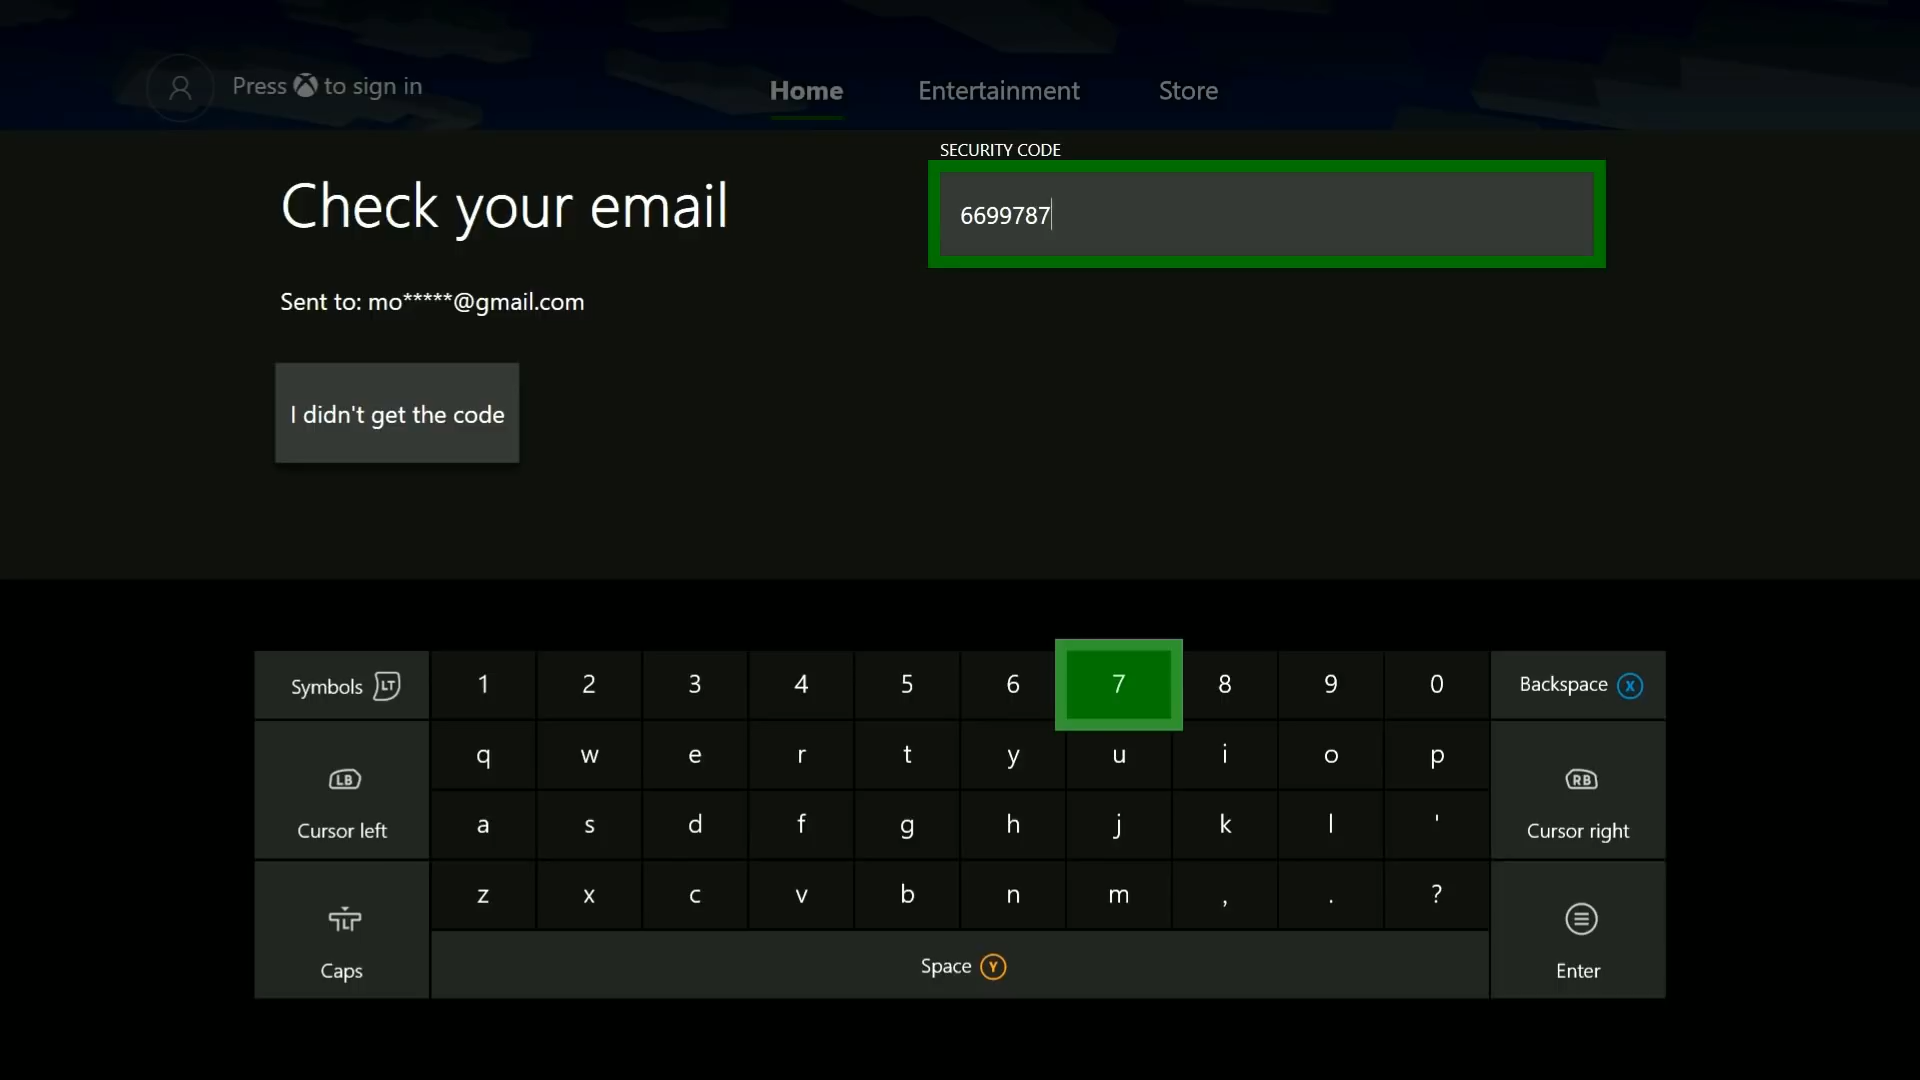 Press to sign in
Home Entertainment Store
SECURITY CODE
6699787
Check your email
Sent to: mo*****@gmail.com
I didn't get the code
Symbols LT 1 2 3 4 5 6 7 8 9 0 Backspace X
q w e r t y u i o p
LB Cursor left
RB Cursor right
a s d f g h j k l '
z x c v b n m , . ?
LT Caps
Space Y
Enter